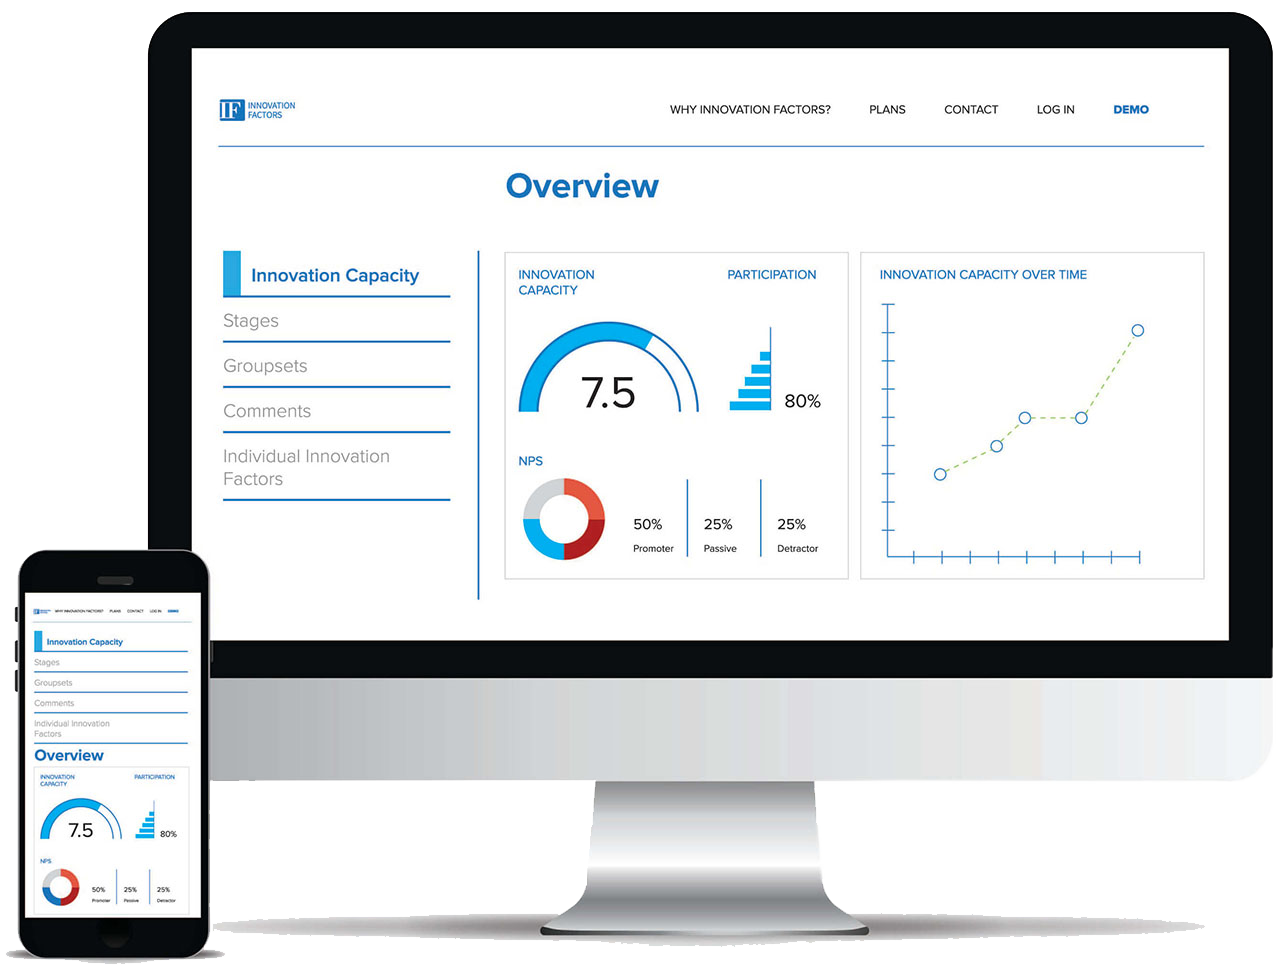 INNOVATION
FACTORS
WHY INNOVATION FACTORS? PLANS CONTACT LOG IN DEMO
Overview
Innovation Capacity
Stages
Groupsets
Comments
Individual Innovation
Factors
INNOVATION
CAPACITY
PARTICIPATION
7.5
80%
NPS
50% 25% 25%
Promoter Passive Detractor
INNOVATION CAPACITY OVER TIME
IF
WHY INNOVATION FACTORS? PLANS CONTACT LOG IN DEMO
Innovation Capacity
Stages
Groupsets
Comments
Individual Innovation
Factors
Overview
INNOVATION
CAPACITY
PARTICIPATION
7.5
80%
NPS
50% 25% 25%
Promoter Passive Detractor